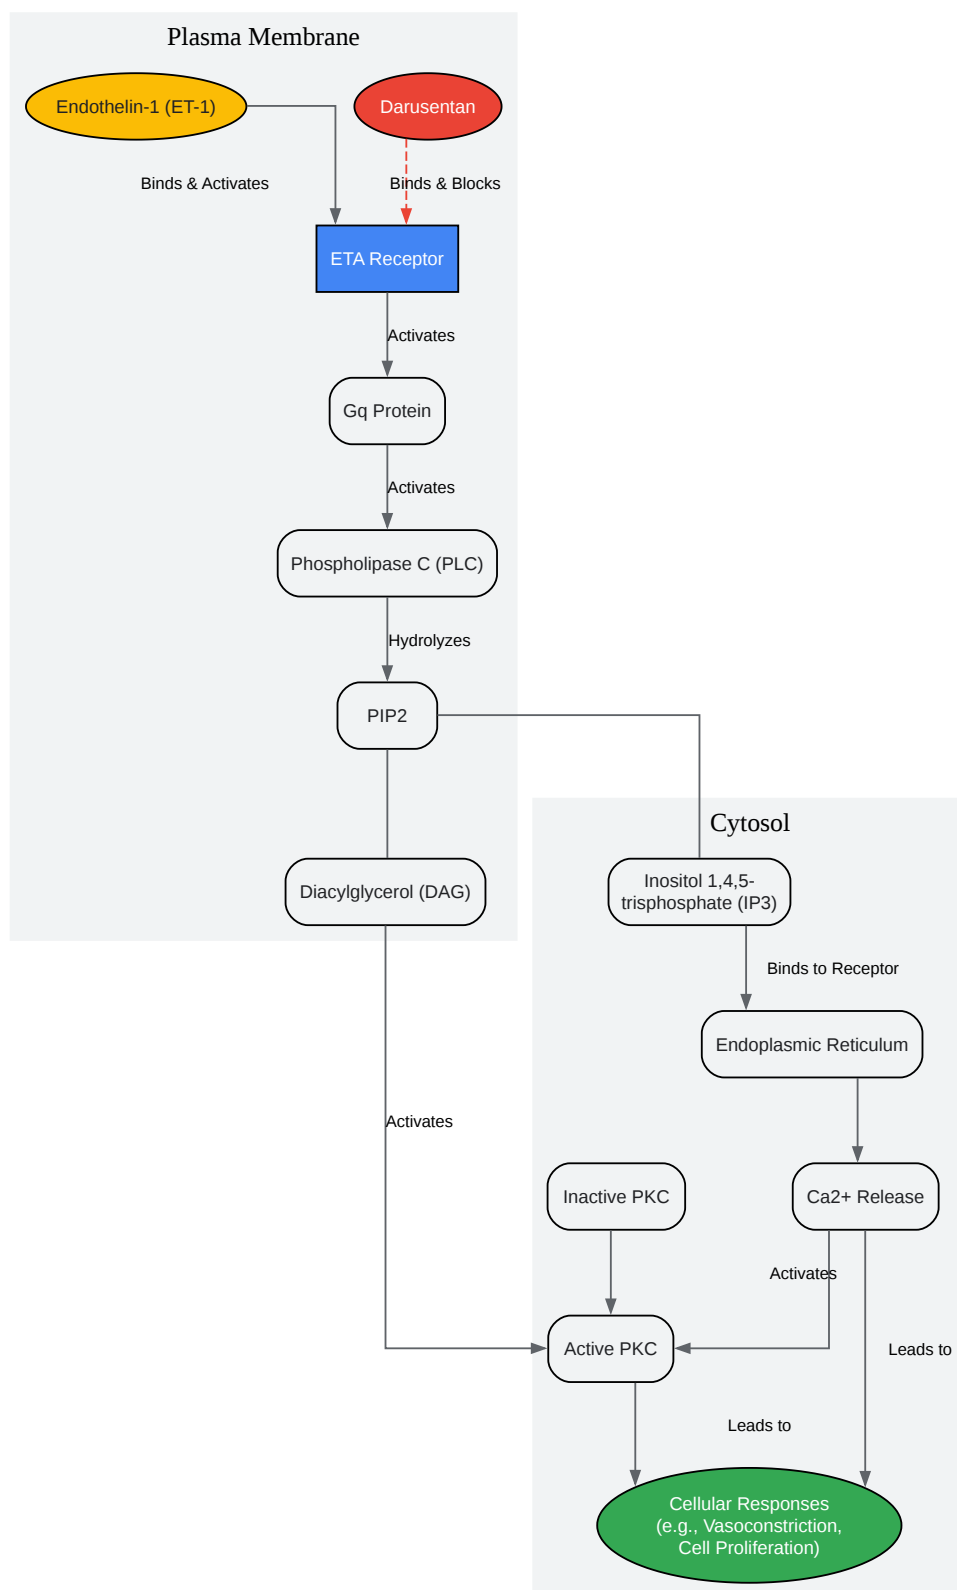 Plasma Membrane
Endothelin-1 (ET-1)
Darusentan
Binds & Activates
Binds & Blocks
ETA Receptor
Activates
Gq Protein
Activates
Phospholipase C (PLC)
Hydrolyzes
PIP2
Cytosol
Diacylglycerol (DAG)
Inositol 1,4,5-
trisphosphate (IP3)
Binds to Receptor
Endoplasmic Reticulum
Activates
Inactive PKC
Ca2+ Release
Activates
Active PKC
Leads to
Leads to
Cellular Responses
(e.g., Vasoconstriction,
Cell Proliferation)